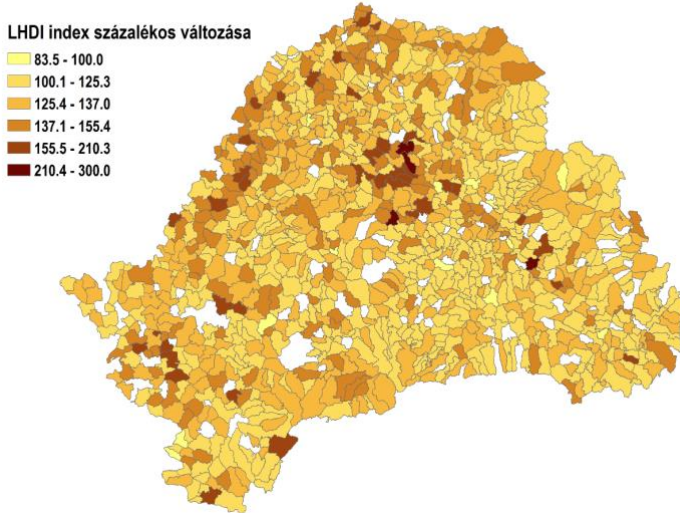 LHDI index százalékos változása
83.5 - 100.0
100.1 - 125.3
125.4 - 137.0
137.1 - 155.4
155.5 - 210.3
210.4 - 300.0